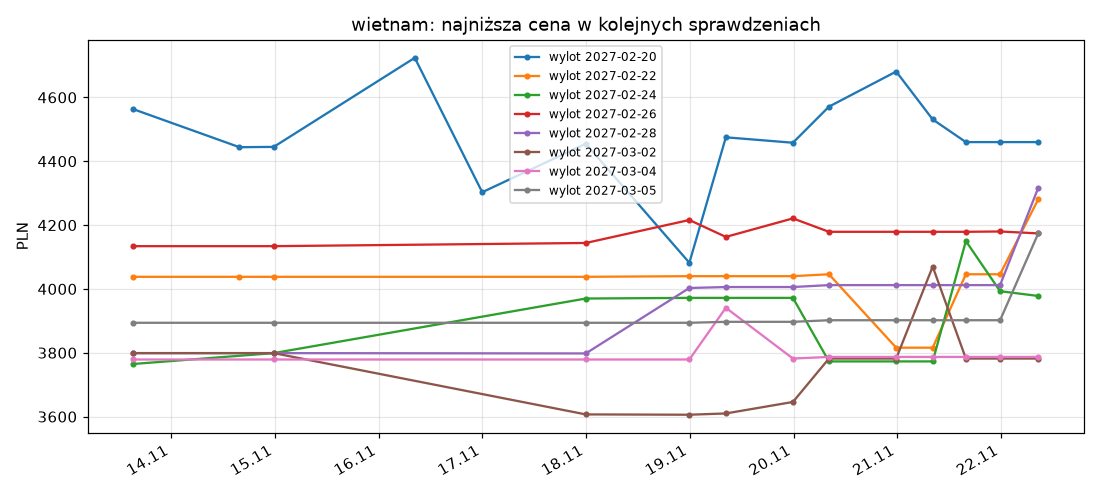 wietnam: najniższa cena w kolejnych sprawdzeniach
PLN
4600
4400
4200
4000
3800
3600
wylot 2027-02-20
wylot 2027-02-22
wylot 2027-02-24
wylot 2027-02-26
wylot 2027-02-28
wylot 2027-03-02
wylot 2027-03-04
wylot 2027-03-05
14.11
15.11
16.11
17.11
18.11
19.11
20.11
21.11
22.11